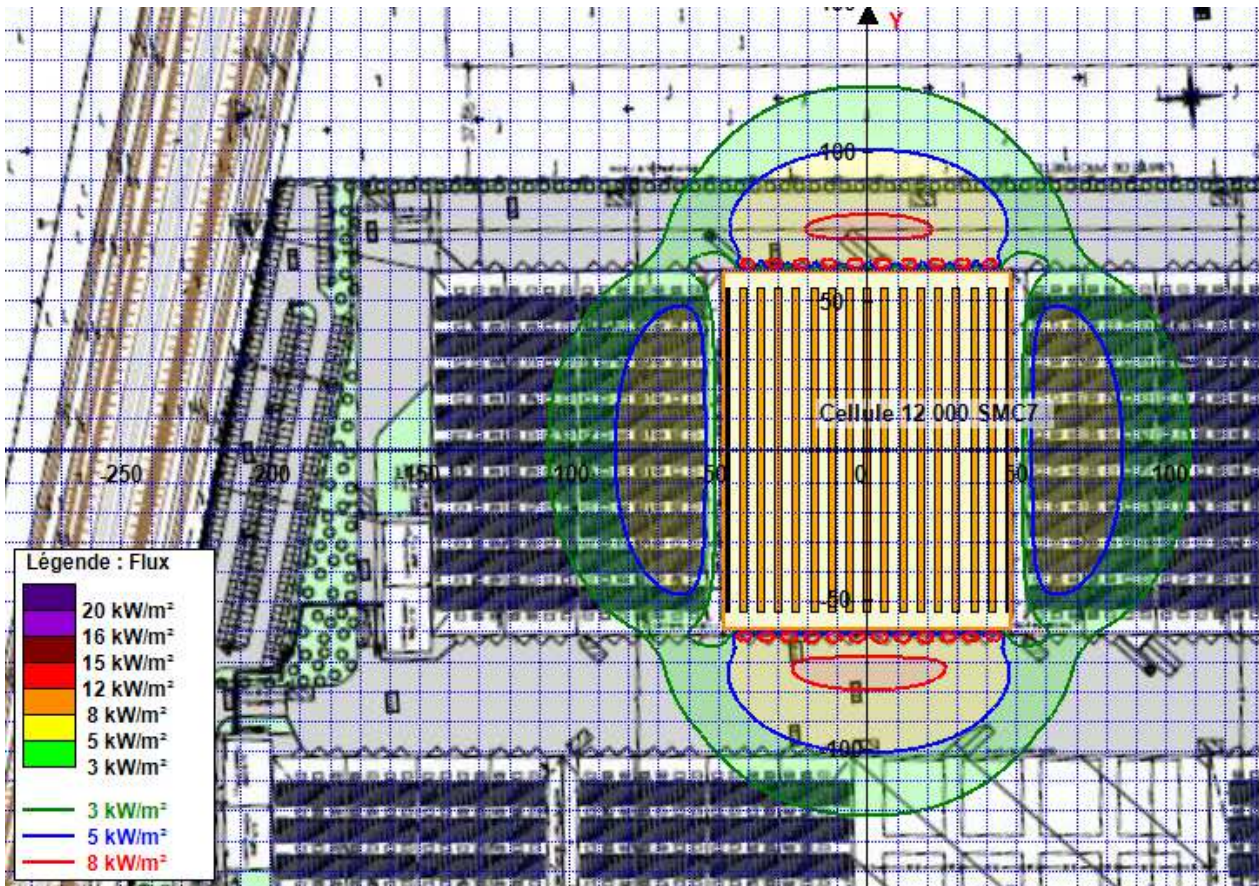 Y
100
50
Cellule 12 000 SMC7
-250
-200
-150
-100
-50
0
50
100
-50
-100
Légende : Flux
20 kW/m²
16 kW/m²
15 kW/m²
12 kW/m²
8 kW/m²
5 kW/m²
3 kW/m²
3 kW/m²
5 kW/m²
8 kW/m²